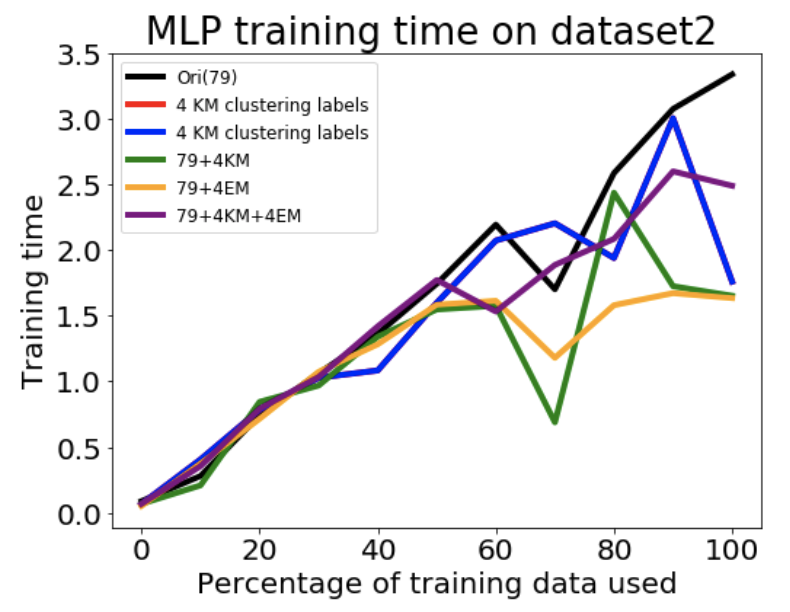 MLP training time on dataset2
3.5
3.0
2.5
2.0
1.5
1.0
0.5
0.0
Training time
Ori(79)
4 KM clustering labels
4 KM clustering labels
79+4KM
79+4EM
79+4KM+4EM
0 20 40 60 80 100
Percentage of training data used